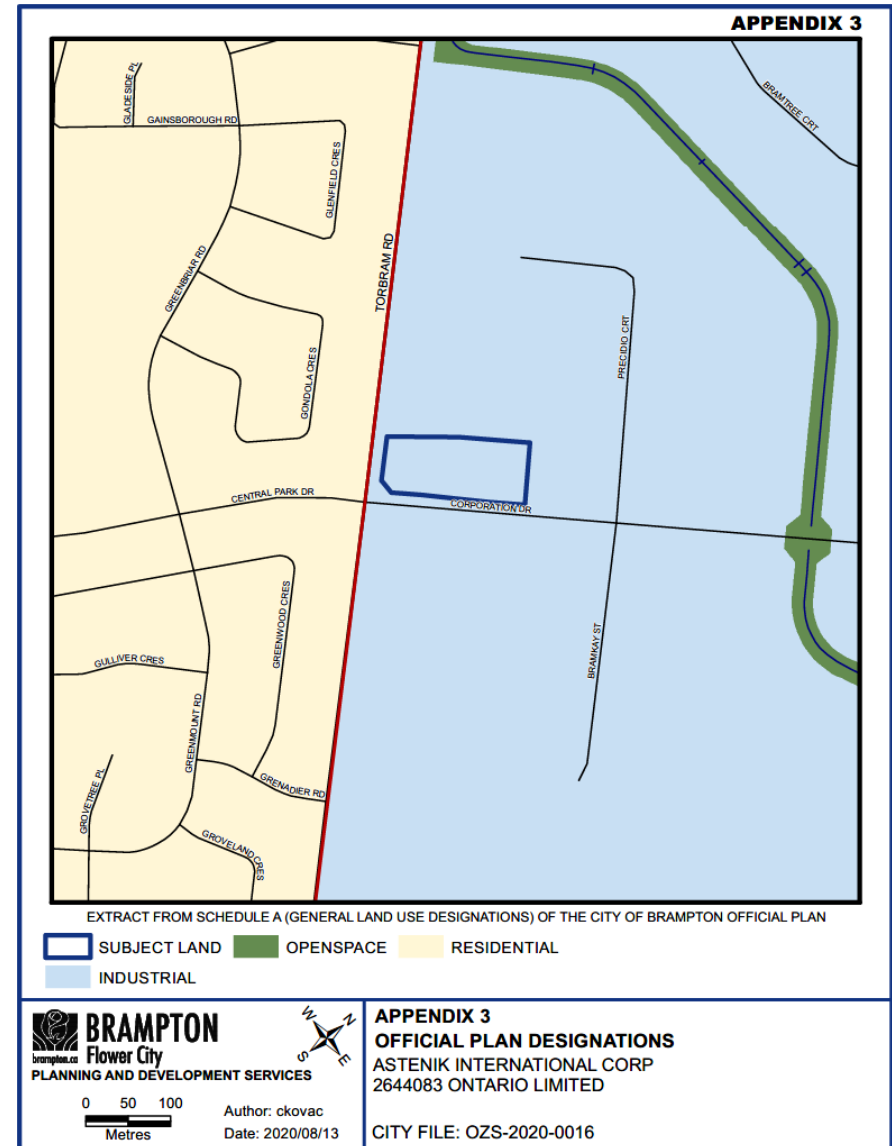 APPENDIX 3
GLADESIDE PL
GAINSBOROUGH RD
GLENFIELD CRES
BRAMTREE CRT
TORBRAM RD
GREENBRIAR RD
GONDOLA CRES
PRECIDIO CRT
CENTRAL PARK DR
CORPORATION DR
GREENWOOD CRES
GULLIVER CRES
BRAMKAY ST
GREENMOUNT RD
GRENADIER RD
GROVETREE PL
GROVELAND CRES
EXTRACT FROM SCHEDULE A (GENERAL LAND USE DESIGNATIONS) OF THE CITY OF BRAMPTON OFFICIAL PLAN
SUBJECT LAND OPENSPACE RESIDENTIAL
INDUSTRIAL
BRAMPTON
brampton.ca Flower City
PLANNING AND DEVELOPMENT SERVICES
W N
S E
0 50 100
Metres
Author: ckovac
Date: 2020/08/13
APPENDIX 3
OFFICIAL PLAN DESIGNATIONS
ASTENIK INTERNATIONAL CORP
2644083 ONTARIO LIMITED
CITY FILE: OZS-2020-0016